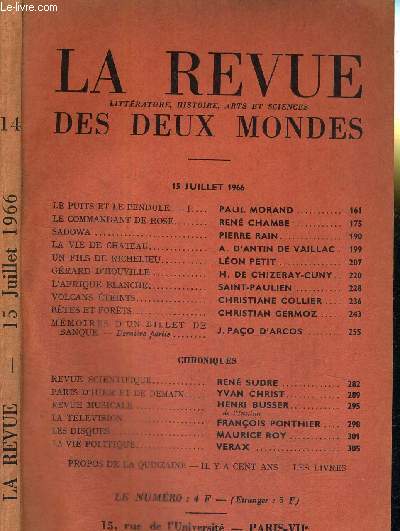 www.le-livre.com
LA REVUE
LITTÉRATURE, HISTOIRE, ARTS ET SCIENCES
DES DEUX MONDES
15 JUILLET 1966
LE PUITS ET LE PENDULE. — I.... PAUL MORAND ........... 161
LE COMMANDANT DE ROSE......... RENÉ CHAMBE ........... 175
SADOWA ......................... PIERRE RAIN ............ 190
LA VIE DE CHATEAU............... A. D'ANTIN DE VAILLAC . 199
UN FILS DE RICHELIEU............ LÉON PETIT ............. 207
GÉRARD D'HOUVILLE .............. H. DE CHIZERAY-CUNY .. 220
L'AFRIQUE BLANCHE............... SAINT-PAULIEN .......... 228
VOLCANS ÉTEINTS ................ CHRISTIANE COLLIER .... 236
BÊTES ET FORÊTS................. CHRISTIAN GERMOZ ...... 243
MÉMOIRES D'UN BILLET DE
BANQUE — Dernière partie ........ J. PAÇO D'ARCOS ........ 255
CHRONIQUES
REVUE SCIENTIFIQUE.............. RENÉ SUDRE ............. 282
PARIS D'HIER ET DE DEMAIN...... YVAN CHRIST ............ 289
REVUE MUSICALE ................. HENRI BUSSER .......... 295
de l'Institut
LA TÉLÉVISION .................. FRANÇOIS PONTHIER ..... 298
LES DISQUES..................... MAURICE ROY ............ 301
LA VIE POLITIQUE................ VERAX .................. 305
PROPOS DE LA QUINZAINE — IL Y A CENT ANS — LES LIVRES
LE NUMÉRO : 4 F — (Etranger : 5 F)
15, rue de l'Université — PARIS-VIIe
LA REVUE — 15 Juillet 1966
14